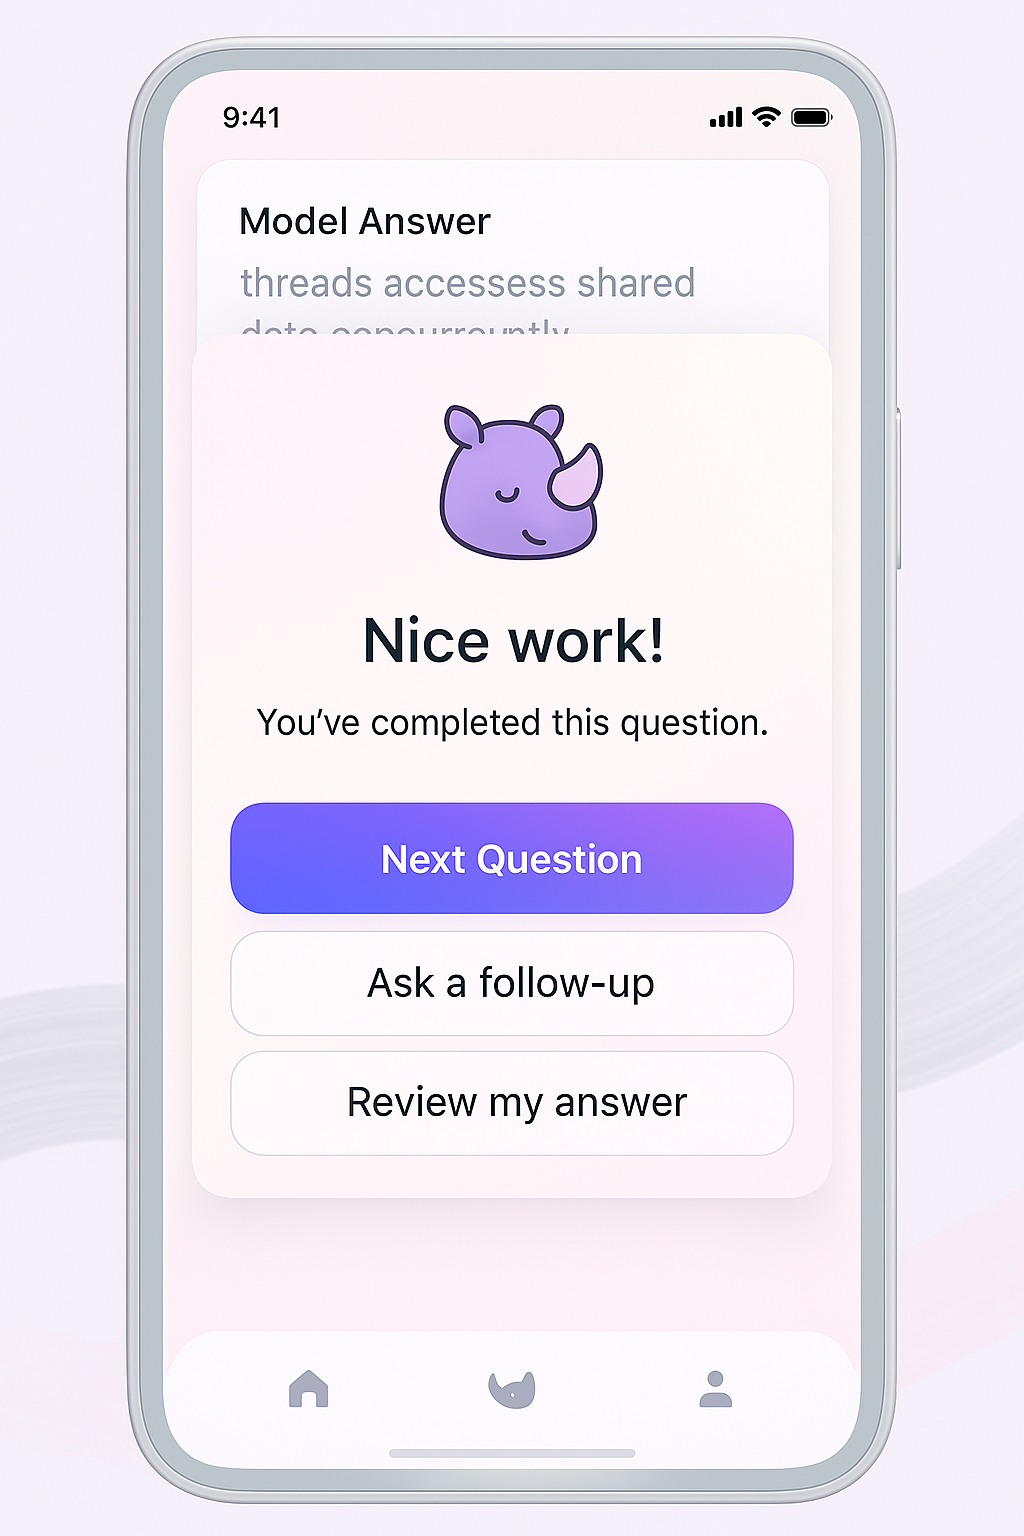 9:41
Model Answer
threads accessess shared
Nice work!
You've completed this question.
Next Question
Ask a follow-up
Review my answer